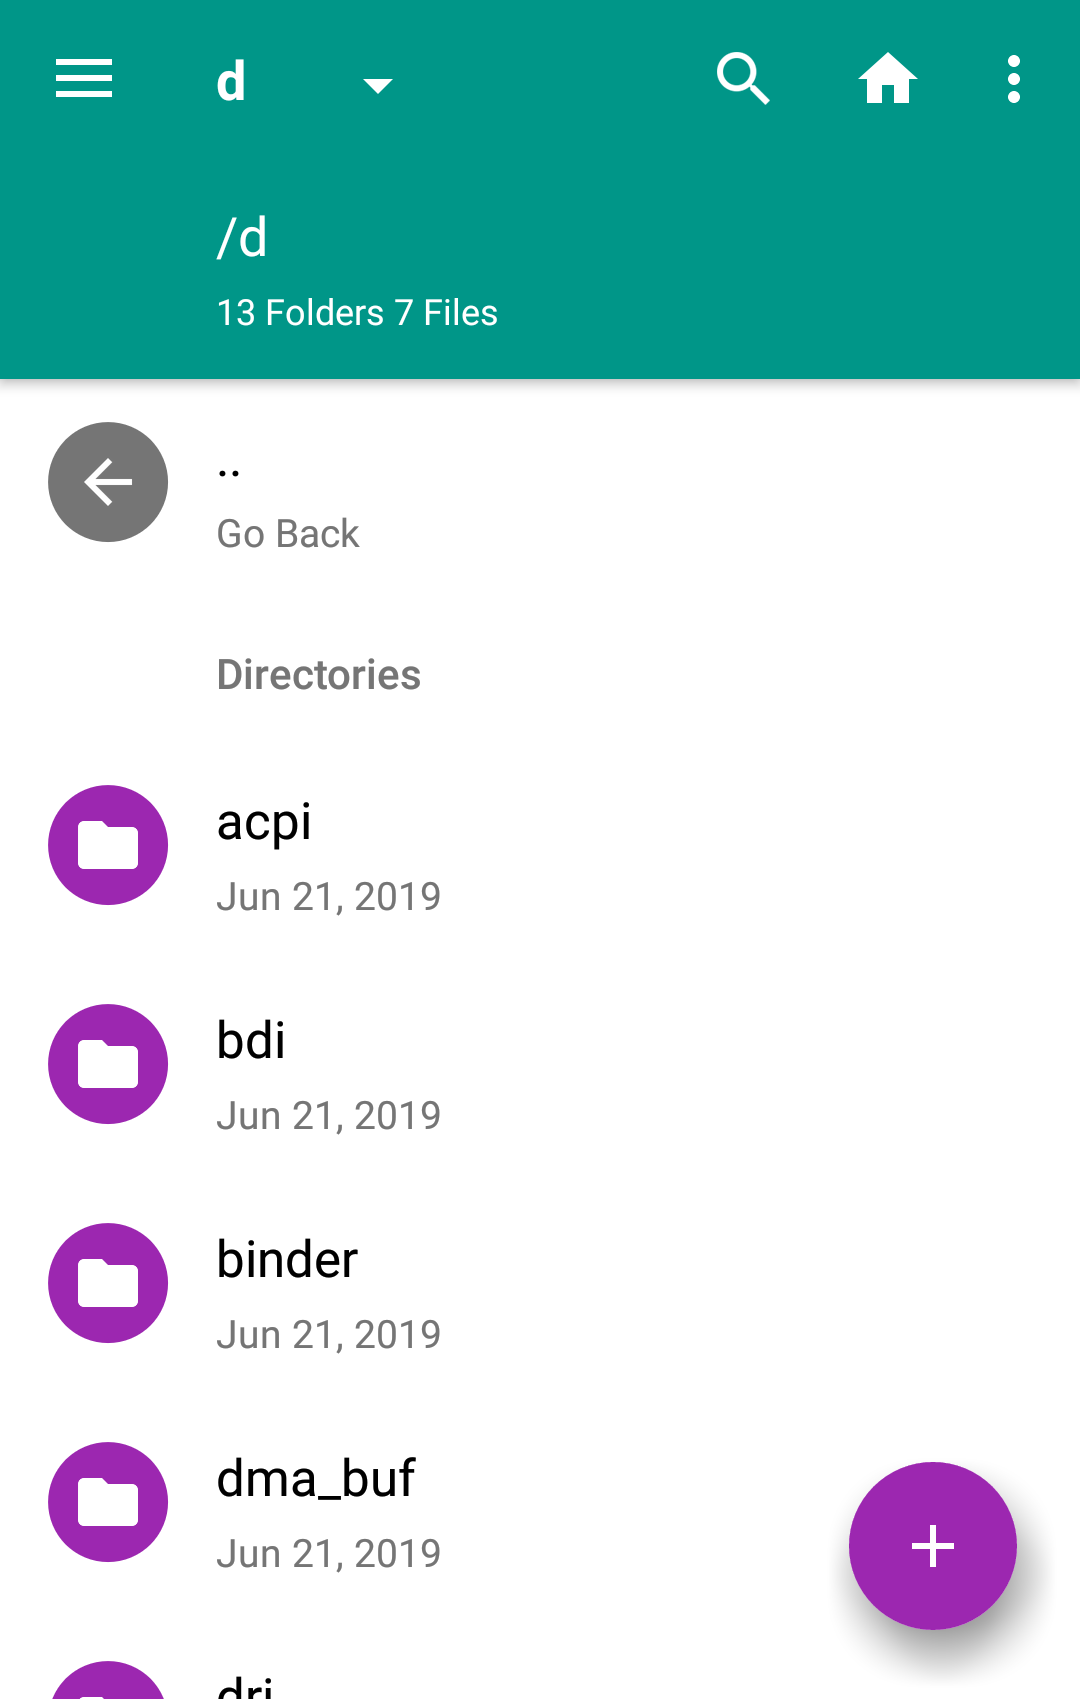 d
/d
13 Folders 7 Files
..
Go Back
Directories
acpi
Jun 21, 2019
bdi
Jun 21, 2019
binder
Jun 21, 2019
dma_buf
Jun 21, 2019
dri